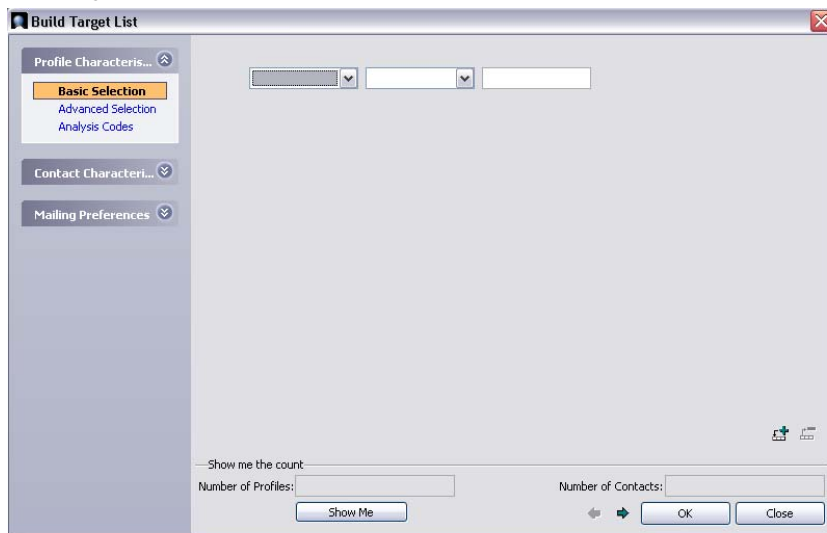 Build Target List
Profile Characteris...
Basic Selection
Advanced Selection
Analysis Codes
Contact Characteri...
Mailing Preferences
Show me the count
Number of Profiles:
Number of Contacts:
Show Me
OK
Close